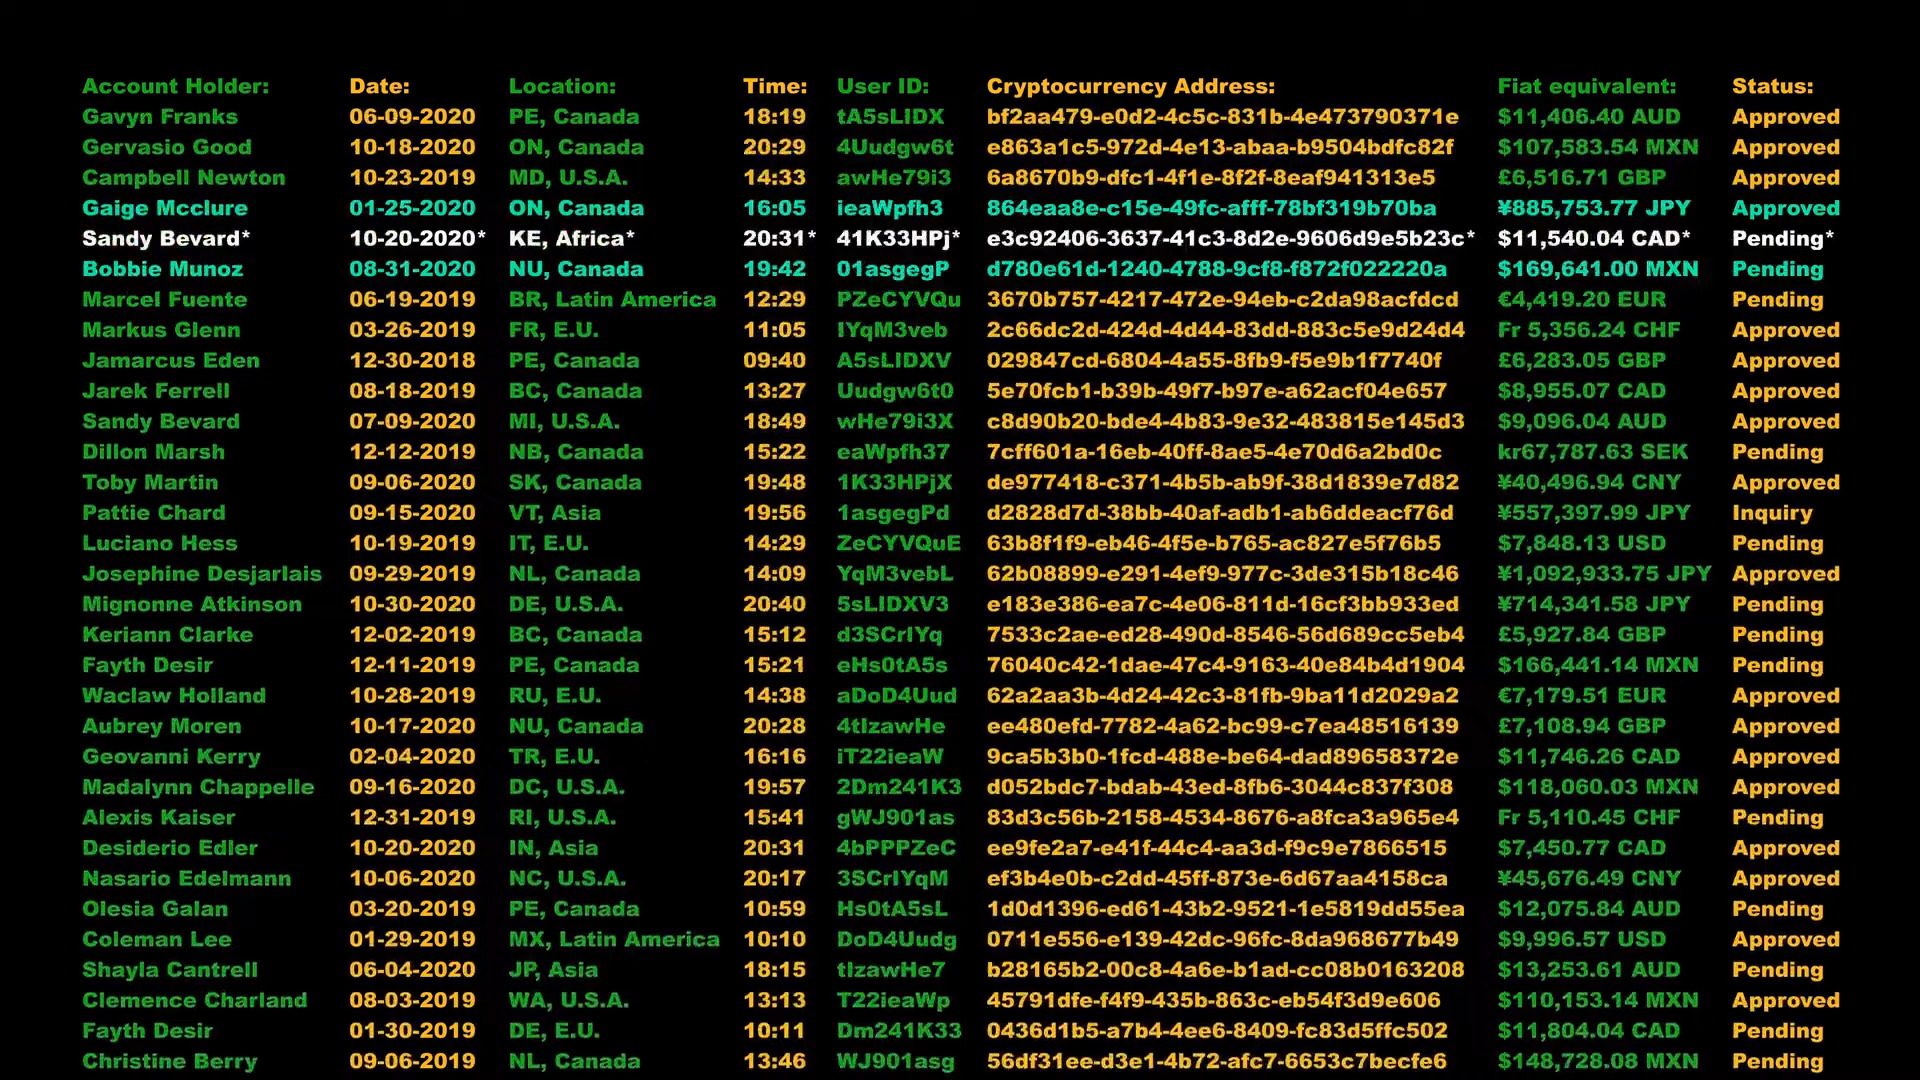 Account Holder: Date: Location: Time: User ID: Cryptocurrency Address: Fiat equivalent: Status:
Gavyn Franks 06-09-2020 PE, Canada 18:19 tA5sLIDX bf2aa479-e0d2-4c5c-831b-4e473790371e $11,406.40 AUD Approved
Gervasio Good 10-18-2020 ON, Canada 20:29 4Uudgw6t e863a1c5-972d-4e13-abaa-b9504bdfc82f $107,583.54 MXN Approved
Campbell Newton 10-23-2019 MD, U.S.A. 14:33 awHe79i3 6a8670b9-dfc1-4f1e-8f2f-8eaf941313e5 £6,516.71 GBP Approved
Gaige Mcclure 01-25-2020 ON, Canada 16:05 ieaWpfh3 864eaa8e-c15e-49fc-afff-78bf319b70ba ¥885,753.77 JPY Approved
Sandy Bevard* 10-20-2020* KE, Africa* 20:31* 41K33HPj* e3c92406-3637-41c3-8d2e-9606d9e5b23c* $11,540.04 CAD* Pending*
Bobbie Munoz 08-31-2020 NU, Canada 19:42 01asgegP d780e61d-1240-4788-9cf8-f872f022220a $169,641.00 MXN Pending
Marcel Fuente 06-19-2019 BR, Latin America 12:29 PZeCYVQu 3670b757-4217-472e-94eb-c2da98acfdcd €4,419.20 EUR Pending
Markus Glenn 03-26-2019 FR, E.U. 11:05 IYqM3veb 2c66dc2d-424d-4d44-83dd-883c5e9d24d4 Fr 5,356.24 CHF Approved
Jamarcus Eden 12-30-2018 PE, Canada 09:40 A5sLIDXV 029847cd-6804-4a55-8fb9-f5e9b1f7740f £6,283.05 GBP Approved
Jarek Ferrell 08-18-2019 BC, Canada 13:27 Uudgw6t0 5e70fcb1-b39b-49f7-b97e-a62acf04e657 $8,955.07 CAD Approved
Sandy Bevard 07-09-2020 MI, U.S.A. 18:49 wHe79i3X c8d90b20-bde4-4b83-9e32-483815e145d3 $9,096.04 AUD Approved
Dillon Marsh 12-12-2019 NB, Canada 15:22 eaWpfh37 7cff601a-16eb-40ff-8ae5-4e70d6a2bd0c kr67,787.63 SEK Pending
Toby Martin 09-06-2020 SK, Canada 19:48 1K33HPjX de977418-c371-4b5b-ab9f-38d1839e7d82 ¥40,496.94 CNY Approved
Pattie Chard 09-15-2020 VT, Asia 19:56 1asgegPd d2828d7d-38bb-40af-adb1-ab6ddeacf76d ¥557,397.99 JPY Inquiry
Luciano Hess 10-19-2019 IT, E.U. 14:29 ZeCYVQuE 63b8f1f9-eb46-4f5e-b765-ac827e5f76b5 $7,848.13 USD Pending
Josephine Desjarlais 09-29-2019 NL, Canada 14:09 YqM3vebL 62b08899-e291-4ef9-977c-3de315b18c46 ¥1,092,933.75 JPY Approved
Mignonne Atkinson 10-30-2020 DE, U.S.A. 20:40 5sLIDXV3 e183e386-ea7c-4e06-811d-16cf3bb933ed ¥714,341.58 JPY Pending
Keriann Clarke 12-02-2019 BC, Canada 15:12 d3SCrIYq 7533c2ae-ed28-490d-8546-56d689cc5eb4 £5,927.84 GBP Pending
Fayth Desir 12-11-2019 PE, Canada 15:21 eHs0tA5s 76040c42-1dae-47c4-9163-40e84b4d1904 $166,441.14 MXN Pending
Waclaw Holland 10-28-2019 RU, E.U. 14:38 aDoD4Uud 62a2aa3b-4d24-42c3-81fb-9ba11d2029a2 €7,179.51 EUR Approved
Aubrey Moren 10-17-2020 NU, Canada 20:28 4tIzawHe ee480efd-7782-4a62-bc99-c7ea48516139 £7,108.94 GBP Approved
Geovanni Kerry 02-04-2020 TR, E.U. 16:16 iT22ieaW 9ca5b3b0-1fcd-488e-be64-dad89658372e $11,746.26 CAD Approved
Madalynn Chappelle 09-16-2020 DC, U.S.A. 19:57 2Dm241K3 d052bdc7-bdab-43ed-8fb6-3044c837f308 $118,060.03 MXN Approved
Alexis Kaiser 12-31-2019 RI, U.S.A. 15:41 gWJ901as 83d3c56b-2158-4534-8676-a8fca3a965e4 Fr 5,110.45 CHF Pending
Desiderio Edler 10-20-2020 IN, Asia 20:31 4bPPPZeC ee9fe2a7-e41f-44c4-aa3d-f9c9e7866515 $7,450.77 CAD Approved
Nasario Edelmann 10-06-2020 NC, U.S.A. 20:17 3SCrIYqM ef3b4e0b-c2dd-45ff-873e-6d67aa4158ca ¥45,676.49 CNY Approved
Olesia Galan 03-20-2019 PE, Canada 10:59 Hs0tA5sL 1d0d1396-ed61-43b2-9521-1e5819dd55ea $12,075.84 AUD Pending
Coleman Lee 01-29-2019 MX, Latin America 10:10 DoD4Uudg 0711e556-e139-42dc-96fc-8da968677b49 $9,996.57 USD Approved
Shayla Cantrell 06-04-2020 JP, Asia 18:15 tIzawHe7 b28165b2-00c8-4a6e-b1ad-cc08b0163208 $13,253.61 AUD Pending
Clemence Charland 08-03-2019 WA, U.S.A. 13:13 T22ieaWp 45791dfe-f4f9-435b-863c-eb54f3d9e606 $110,153.14 MXN Approved
Fayth Desir 01-30-2019 DE, E.U. 10:11 Dm241K33 0436d1b5-a7b4-4ee6-8409-fc83d5ffc502 $11,804.04 CAD Pending
Christine Berry 09-06-2019 NL, Canada 13:46 WJ901asg 56df31ee-d3e1-4b72-afc7-6653c7becfe6 $148,728.08 MXN Pending